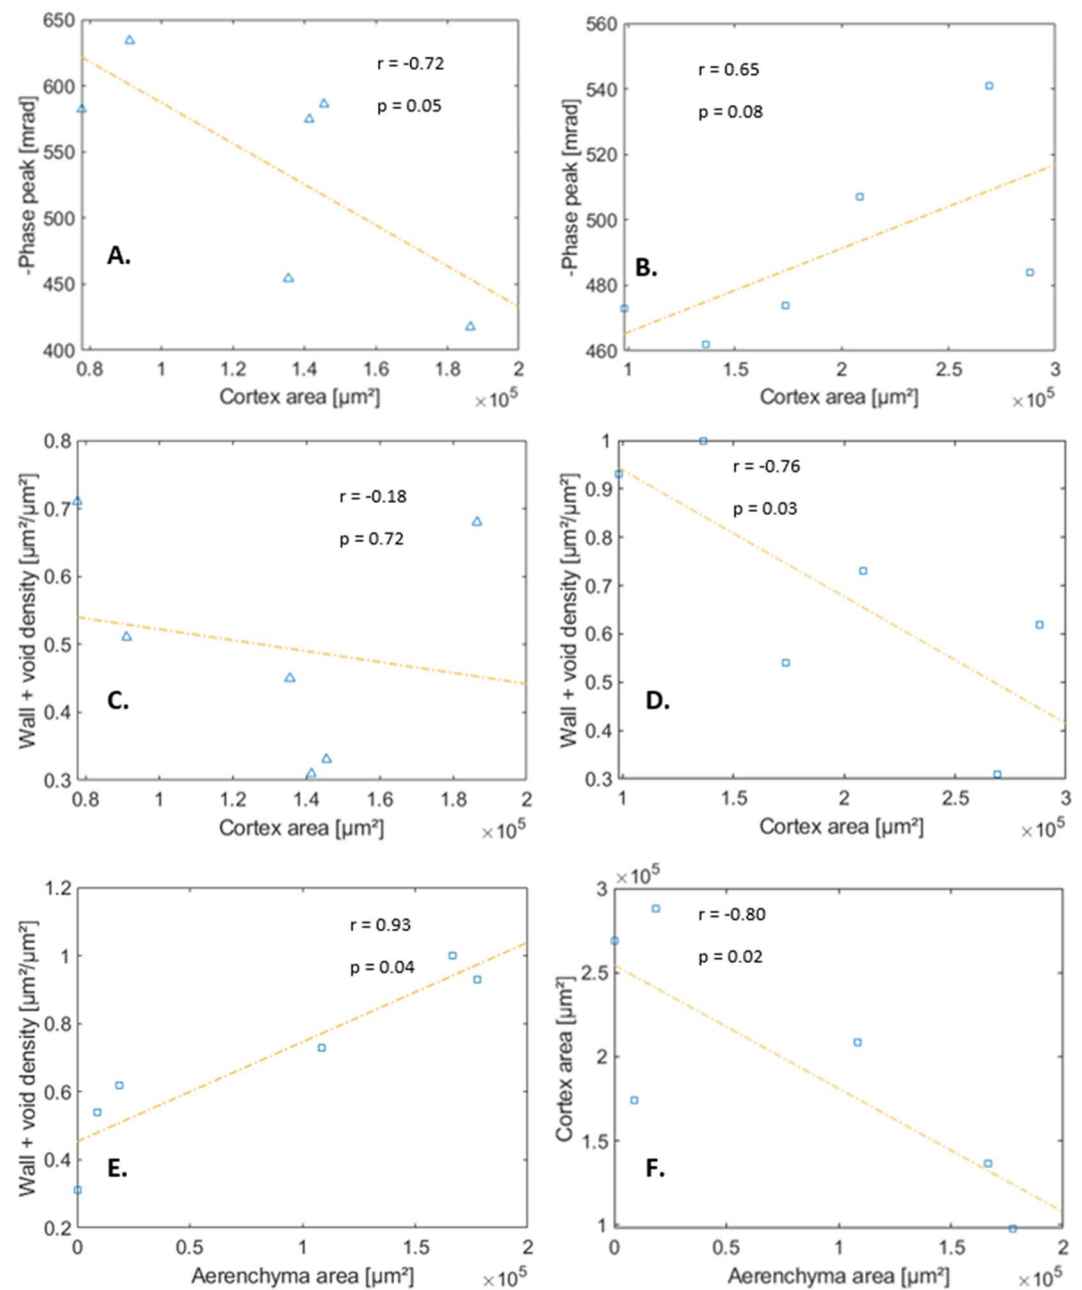 650
600
550
500
450
400
-Phase peak [mrad]
r = -0.72
p = 0.05
A.
0.8 1 1.2 1.4 1.6 1.8 2
Cortex area [µm²]
×10⁵
560
540
520
500
480
460
-Phase peak [mrad]
r = 0.65
p = 0.08
B.
1 1.5 2 2.5 3
Cortex area [µm²]
×10⁵
0.8
0.7
0.6
0.5
0.4
0.3
Wall + void density [µm²/µm²]
r = -0.18
p = 0.72
C.
0.8 1 1.2 1.4 1.6 1.8 2
Cortex area [µm²]
×10⁵
1
0.9
0.8
0.7
0.6
0.5
0.4
0.3
Wall + void density [µm²/µm²]
r = -0.76
p = 0.03
D.
1 1.5 2 2.5 3
Cortex area [µm²]
×10⁵
1.2
1
0.8
0.6
0.4
0.2
Wall + void density [µm²/µm²]
r = 0.93
p = 0.04
E.
0 0.5 1 1.5 2
Aerenchyma area [µm²]
×10⁵
×10⁵
3
2.5
2
1.5
1
Cortex area [µm²]
r = -0.80
p = 0.02
F.
0 0.5 1 1.5 2
Aerenchyma area [µm²]
×10⁵